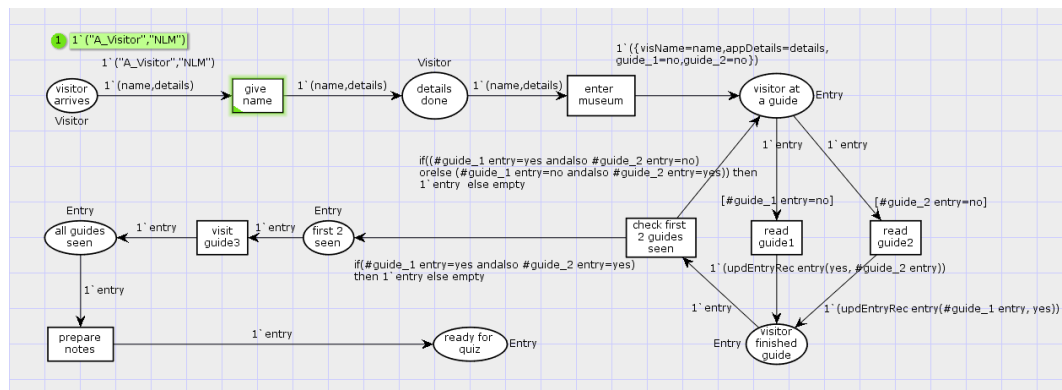 1 1`("A_Visitor","NLM")
1`("A_Visitor","NLM")
visitor
arrives
Visitor
1`(name,details)
give
name
1`(name,details)
Visitor
details
done
1`(name,details)
enter
museum
1`({visName=name,appDetails=details,
guide_1=no,guide_2=no})
visitor at
a guide
Entry
1`entry
1`entry
if((#guide_1 entry=yes andalso #guide_2 entry=no)
orelse (#guide_1 entry=no andalso #guide_2 entry=yes)) then
1`entry else empty
[#guide_1 entry=no]
[#guide_2 entry=no]
Entry
all guides
seen
1`entry
visit
guide3
1`entry
Entry
first 2
seen
check first
2 guides
seen
read
guide1
read
guide2
if(#guide_1 entry=yes andalso #guide_2 entry=yes)
then 1`entry else empty
1`(updEntryRec entry(yes, #guide_2 entry))
1`entry
1`entry
1`(updEntryRec entry(#guide_1 entry, yes))
prepare
notes
1`entry
ready for
quiz
Entry
Entry
visitor
finished
guide